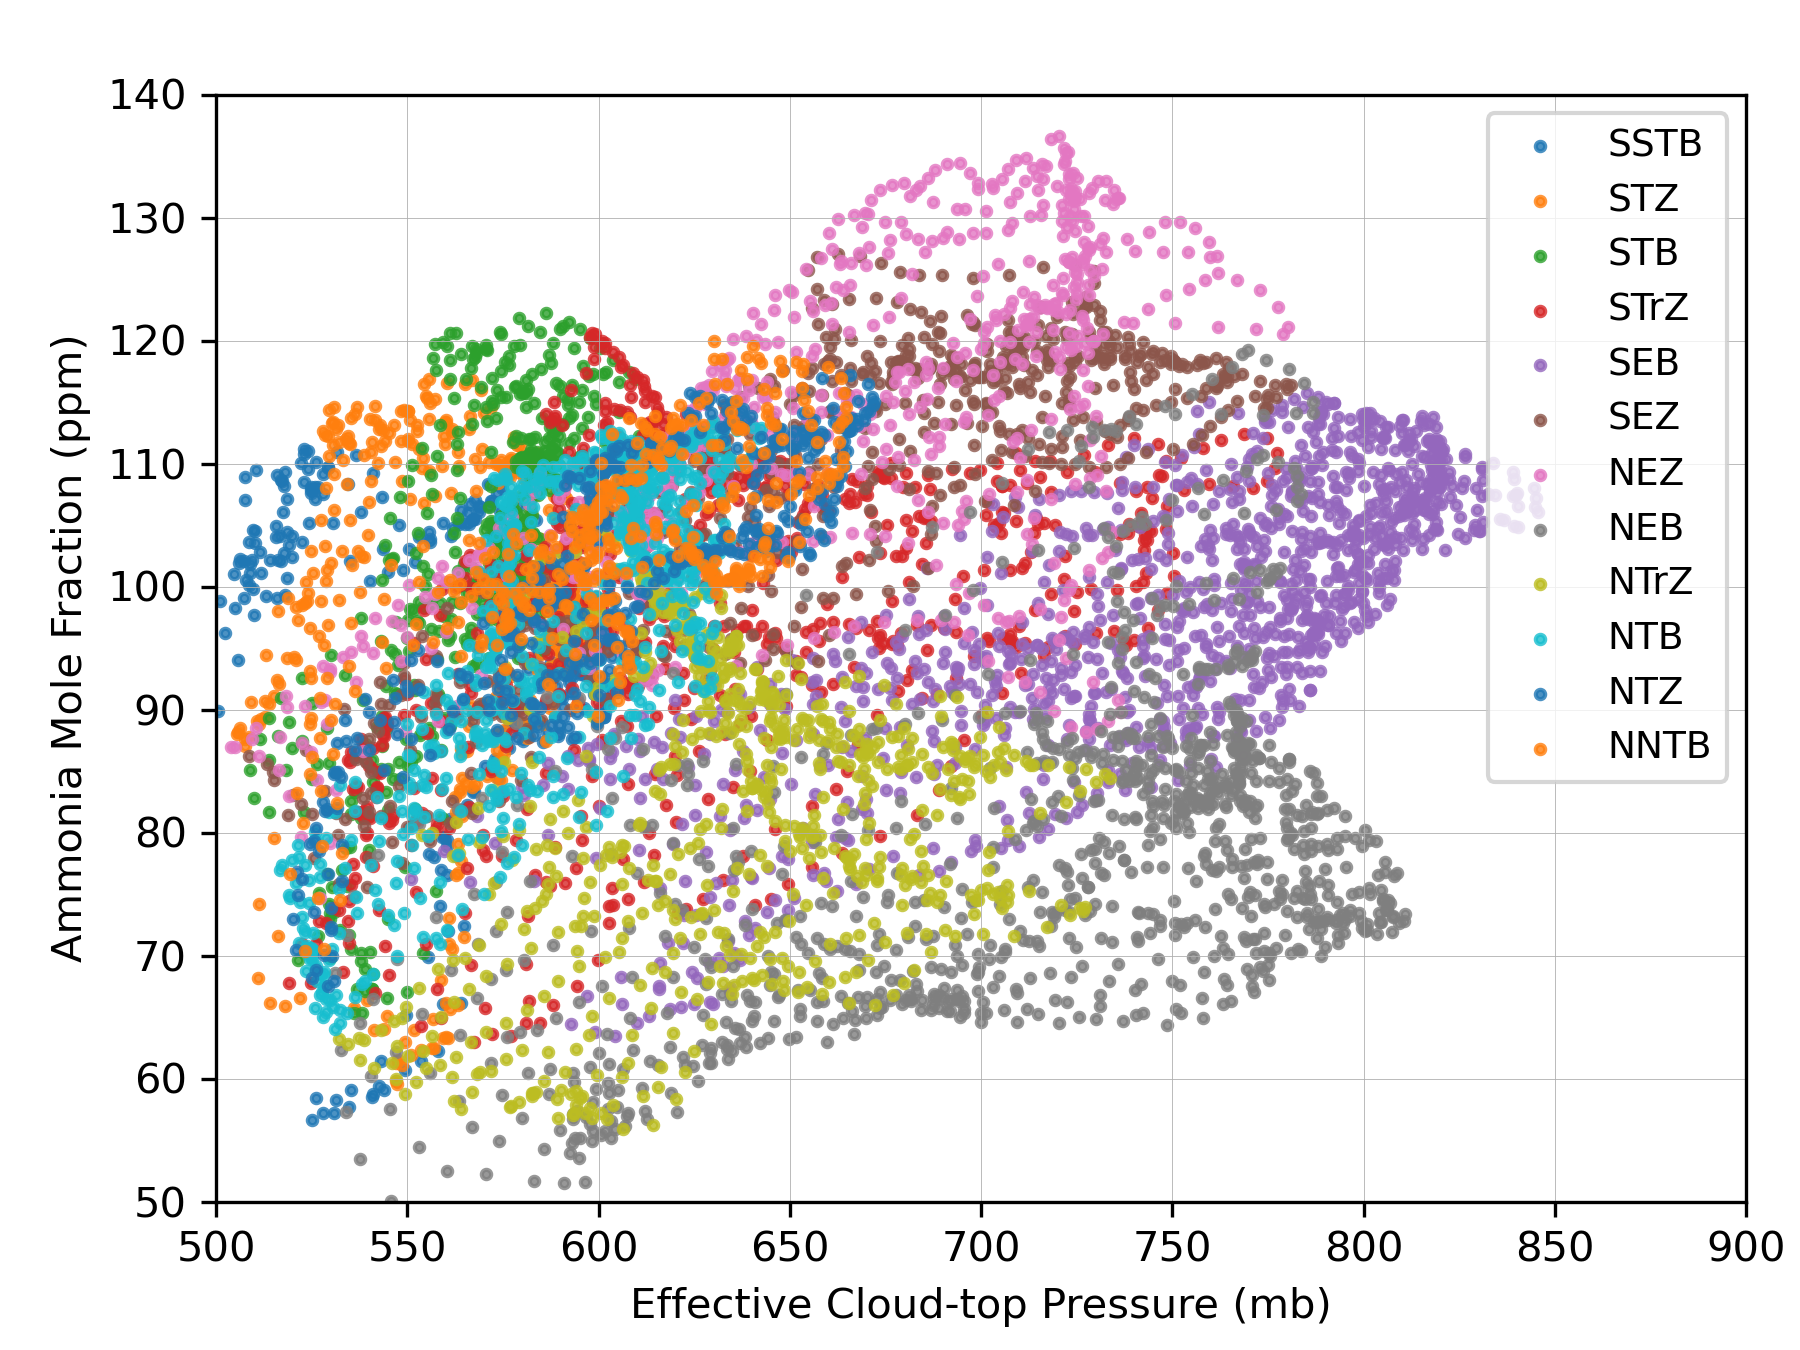 140
130
120
110
100
90
80
70
60
50
Ammonia Mole Fraction (ppm)
SSTB
STZ
STB
STrZ
SEB
SEZ
NEZ
NEB
NTrZ
NTB
NTZ
NNTB
500 550 600 650 700 750 800 850 900
Effective Cloud-top Pressure (mb)